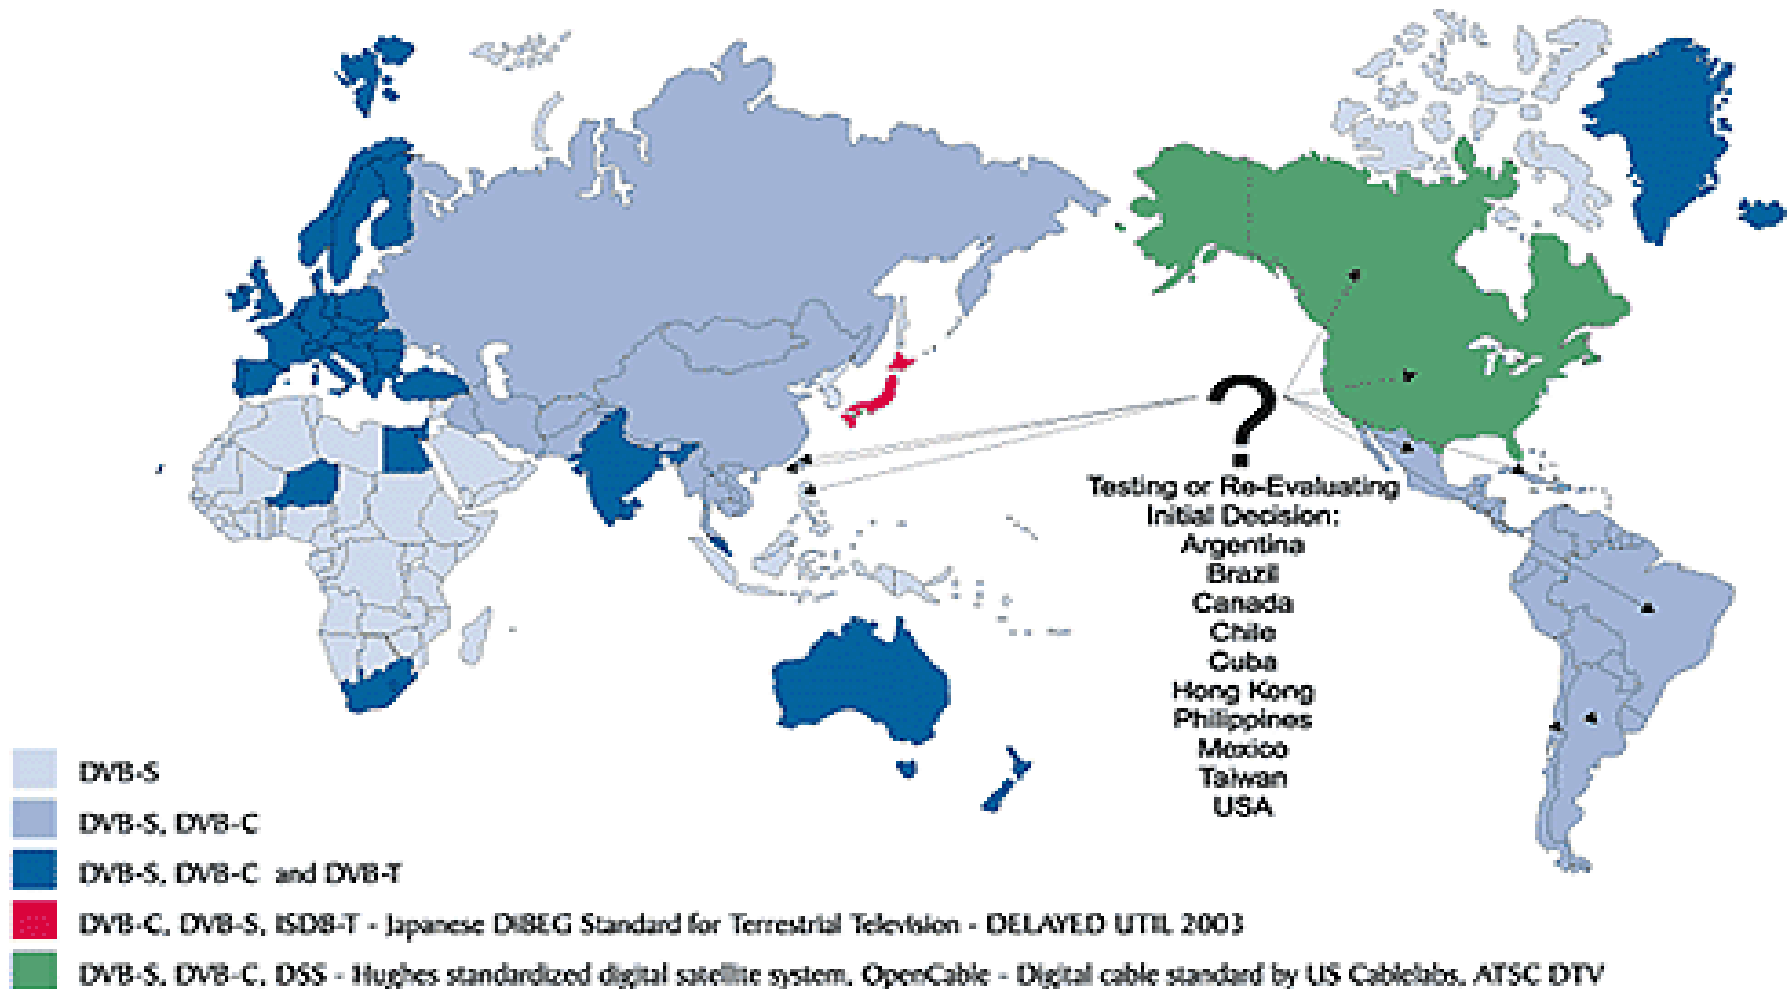 ?
Testing or Re-Evaluating
Initial Decision:
Argentina
Brazil
Canada
Chile
Cuba
Hong Kong
Philippines
Mexico
Taiwan
USA
DVB-S
DVB-S, DVB-C
DVB-S, DVB-C and DVB-T
DVB-C, DVB-S, ISDB-T - Japanese DIBEG Standard for Terrestrial Television - DELAYED UTIL 2003
DVB-S, DVB-C, DSS - Hughes standardized digital satellite system, OpenCable - Digital cable standard by US Cablelabs, ATSC DTV